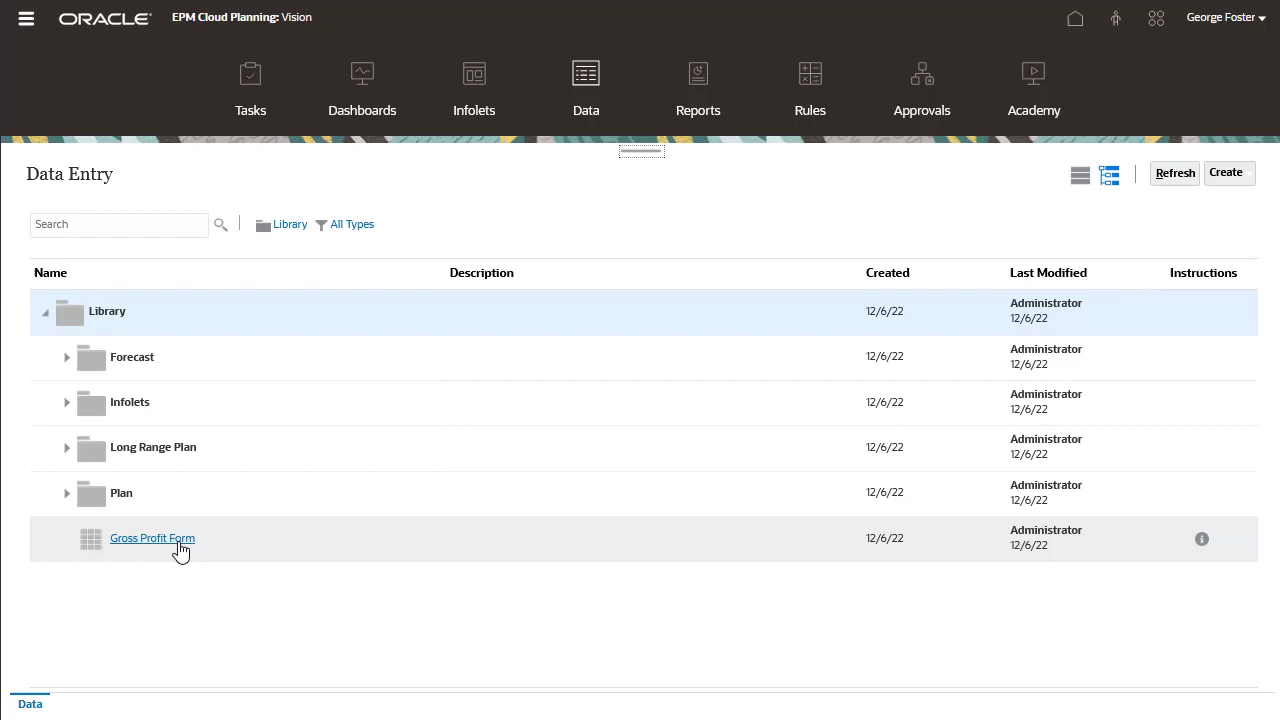 ORACLE® EPM Cloud Planning: Vision George Foster
Tasks Dashboards Infolets Data Reports Rules Approvals Academy
Data Entry Refresh Create
Search Library All Types
Name Description Created Last Modified Instructions
Library 12/6/22 Administrator
12/6/22
Forecast 12/6/22 Administrator
12/6/22
Infolets 12/6/22 Administrator
12/6/22
Long Range Plan 12/6/22 Administrator
12/6/22
Plan 12/6/22 Administrator
12/6/22
Gross Profit Form 12/6/22 Administrator
12/6/22
Data